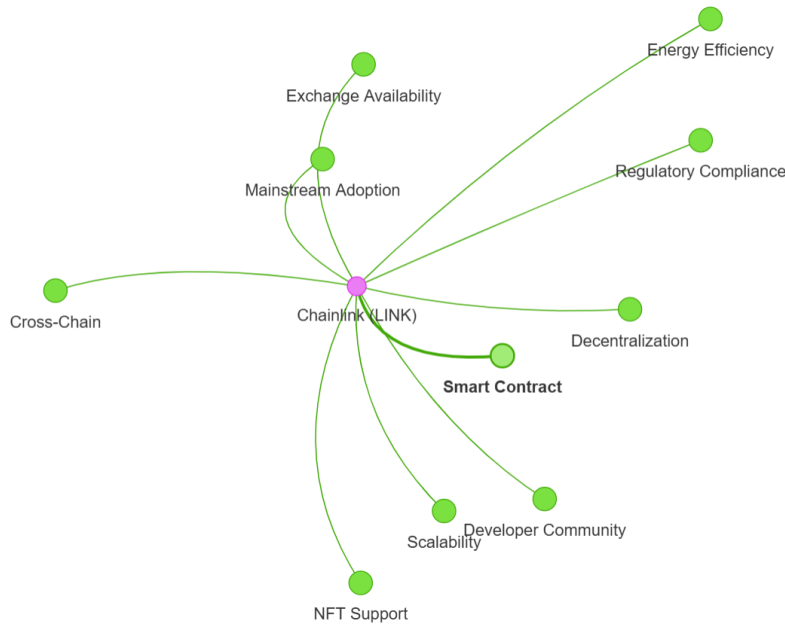 Energy Efficiency
Exchange Availability
Regulatory Compliance
Mainstream Adoption
Chainlink (LINK)
Cross-Chain
Decentralization
Smart Contract
Developer Community
Scalability
NFT Support